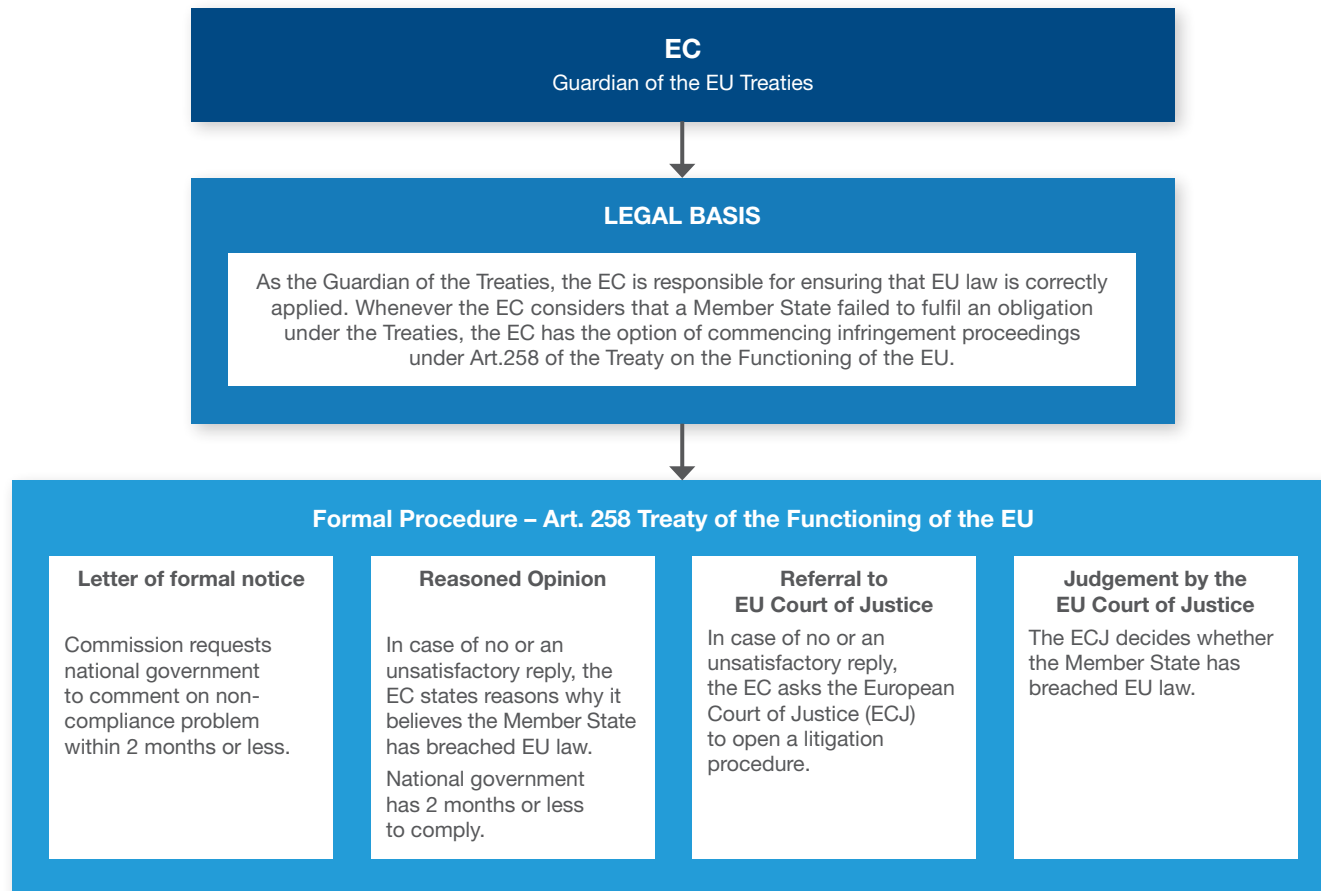 EC
Guardian of the EU Treaties
LEGAL BASIS
As the Guardian of the Treaties, the EC is responsible for ensuring that EU law is correctly
applied. Whenever the EC considers that a Member State failed to fulfil an obligation
under the Treaties, the EC has the option of commencing infringement proceedings
under Art.258 of the Treaty on the Functioning of the EU.
Formal Procedure – Art. 258 Treaty of the Functioning of the EU
Letter of formal notice
Commission requests
national government
to comment on non-
compliance problem
within 2 months or less.
Reasoned Opinion
In case of no or an
unsatisfactory reply, the
EC states reasons why it
believes the Member State
has breached EU law.
National government
has 2 months or less
to comply.
Referral to
EU Court of Justice
In case of no or an
unsatisfactory reply,
the EC asks the European
Court of Justice (ECJ)
to open a litigation
procedure.
Judgement by the
EU Court of Justice
The ECJ decides whether
the Member State has
breached EU law.